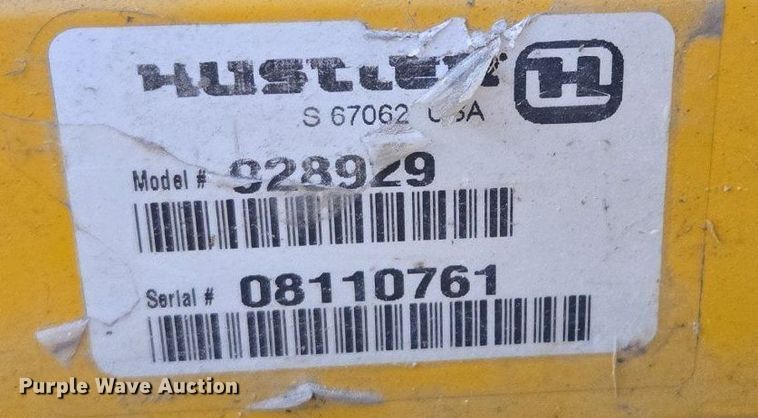 HUSTLER H
S 67062 USA
Model # 928929
Serial # 08110761
Purple Wave Auction